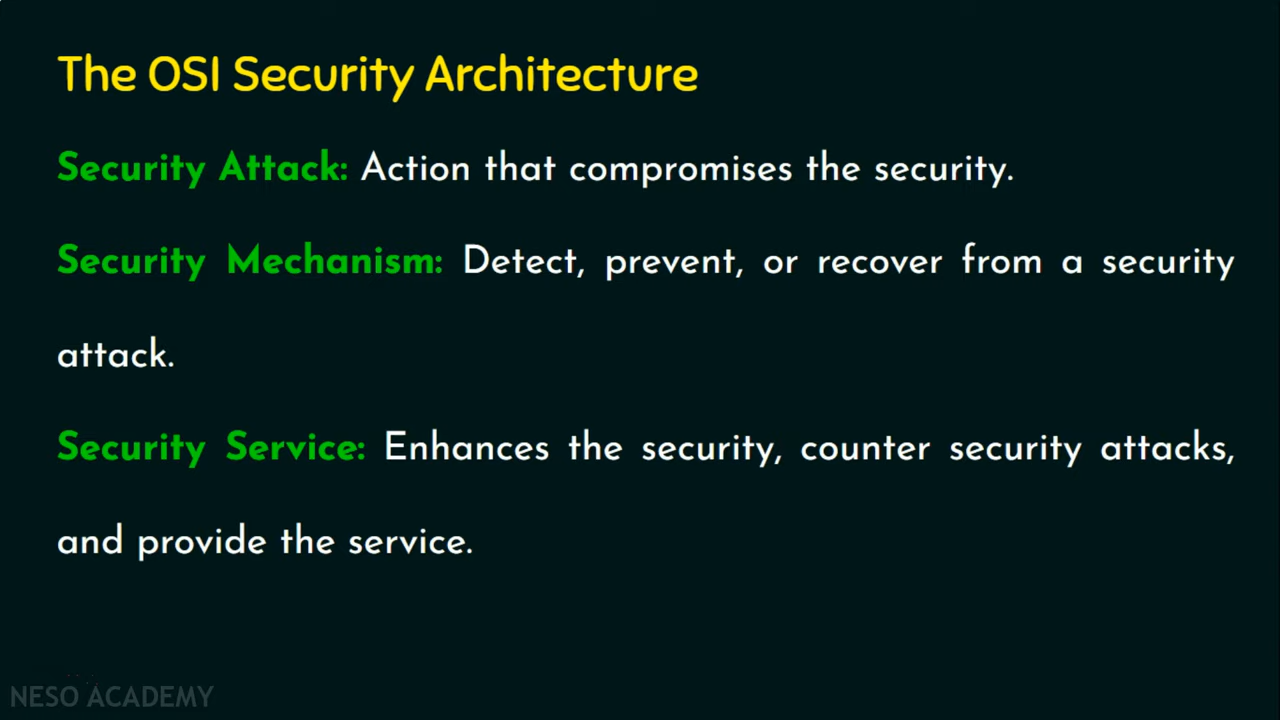 The OSI Security Architecture
Security Attack: Action that compromises the security.
Security Mechanism: Detect, prevent, or recover from a security
attack.
Security Service: Enhances the security, counter security attacks,
and provide the service.
NESO ACADEMY